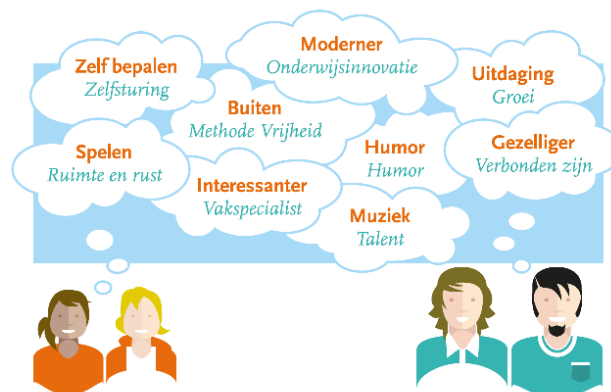 Moderner
Onderwijsinnovatie
Zelf bepalen
Zelfsturing
Uitdaging
Groei
Buiten
Methode Vrijheid
Spelen
Ruimte en rust
Humor
Humor
Gezelliger
Verbonden zijn
Interessanter
Vakspecialist
Muziek
Talent